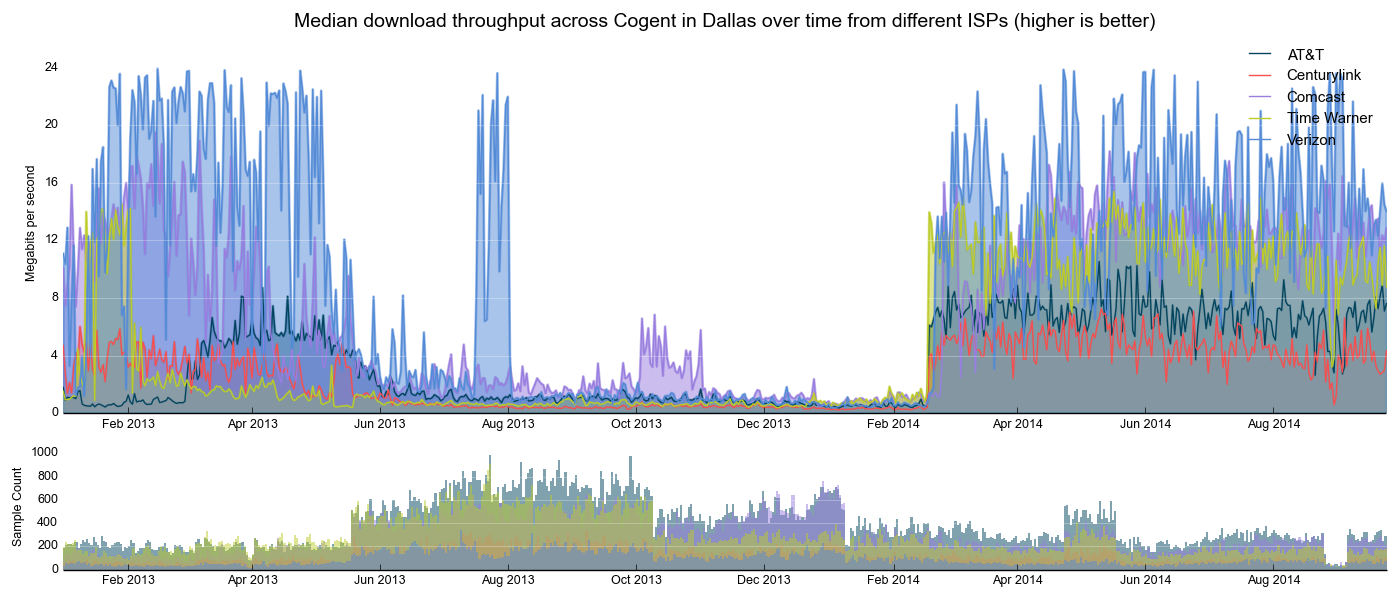 Median download throughput across Cogent in Dallas over time from different ISPs (higher is better)
AT&T
Centurylink
Comcast
Time Warner
Verizon
Megabits per second
24
20
16
12
8
4
0
Feb 2013 Apr 2013 Jun 2013 Aug 2013 Oct 2013 Dec 2013 Feb 2014 Apr 2014 Jun 2014 Aug 2014
Sample Count
1000
800
600
400
200
0
Feb 2013 Apr 2013 Jun 2013 Aug 2013 Oct 2013 Dec 2013 Feb 2014 Apr 2014 Jun 2014 Aug 2014